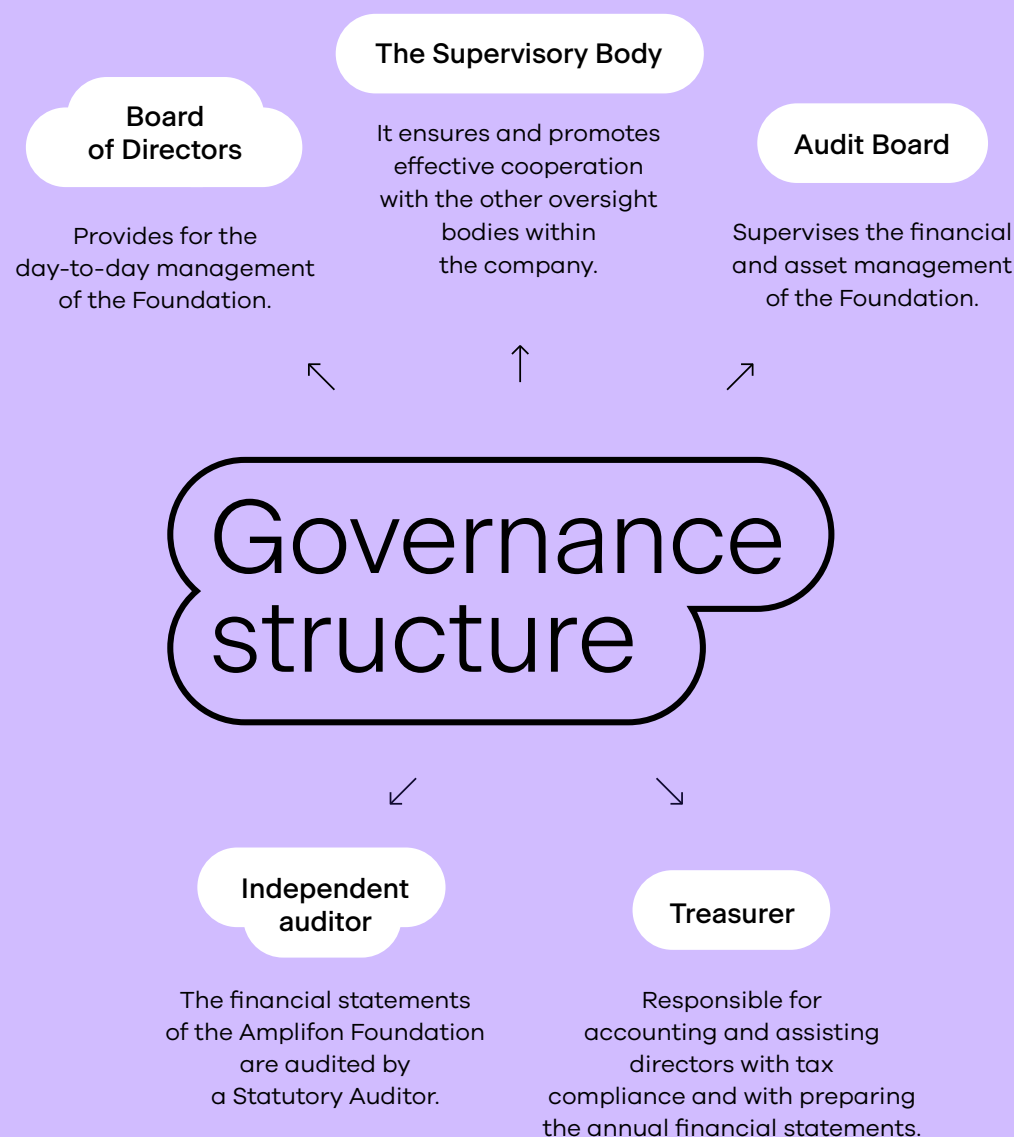 The Supervisory Body
It ensures and promotes
effective cooperation
with the other oversight
bodies within
the company.
Board
of Directors
Provides for the
day-to-day management
of the Foundation.
Audit Board
Supervises the financial
and asset management
of the Foundation.
Governance
structure
Independent
auditor
The financial statements
of the Amplifon Foundation
are audited by
a Statutory Auditor.
Treasurer
Responsible for
accounting and assisting
directors with tax
compliance and with preparing
the annual financial statements.